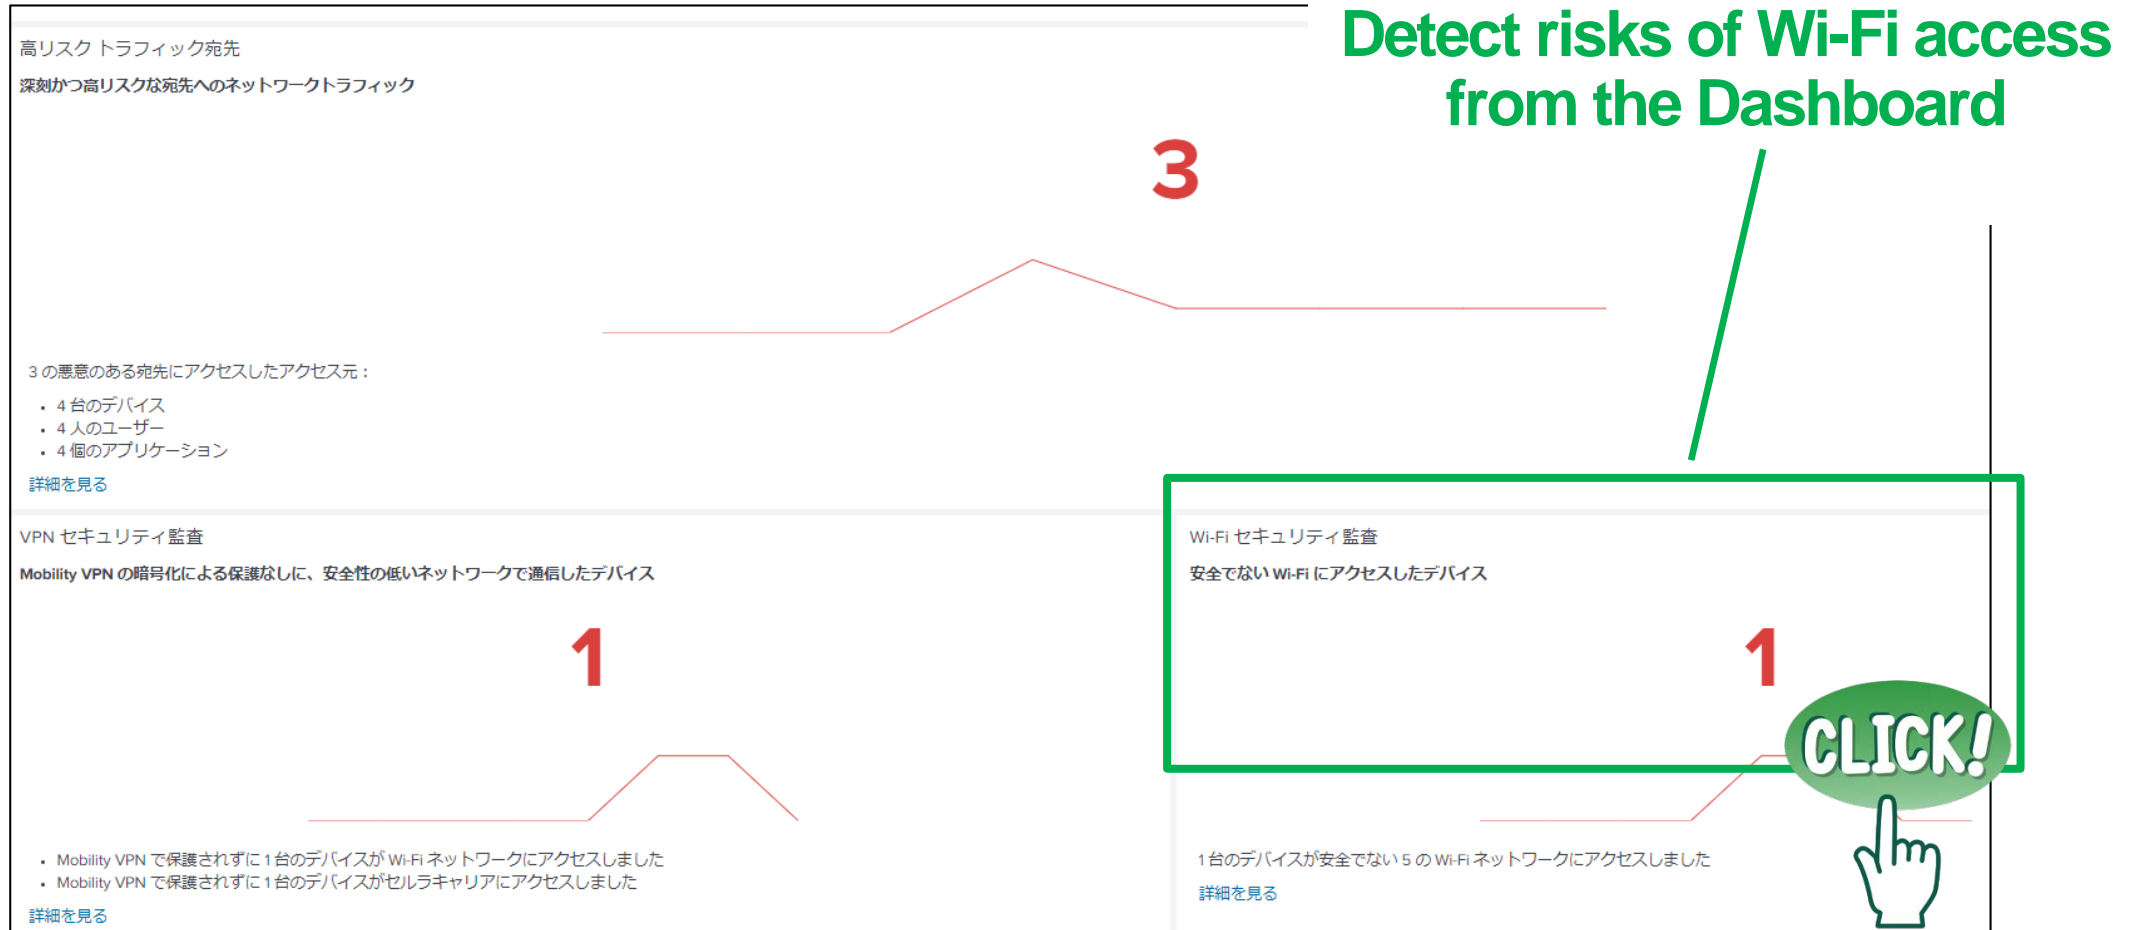 Detect risks of Wi-Fi access
from the Dashboard
高リスク トラフィック宛先
深刻かつ高リスクな宛先へのネットワークトラフィック
3
3 の悪意のある宛先にアクセスしたアクセス元：
• 4 台のデバイス
• 4 人のユーザー
• 4 個のアプリケーション
詳細を見る
VPN セキュリティ監査
Mobility VPN の暗号化による保護なしに、安全性の低いネットワークで通信したデバイス
1
• Mobility VPN で保護されずに 1 台のデバイスが Wi-Fi ネットワークにアクセスしました
• Mobility VPN で保護されずに 1 台のデバイスがセルラキャリアにアクセスしました
詳細を見る
Wi-Fi セキュリティ監査
安全でない Wi-Fi にアクセスしたデバイス
1
CLICK!
1 台のデバイスが安全でない 5 の Wi-Fi ネットワークにアクセスしました
詳細を見る